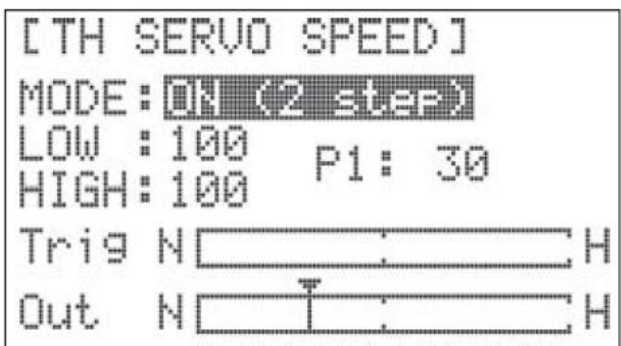 [TH SERVO SPEED]
MODE:ON (2 step)
LOW :100
P1: 30
HIGH:100
Trig N H
Out N H